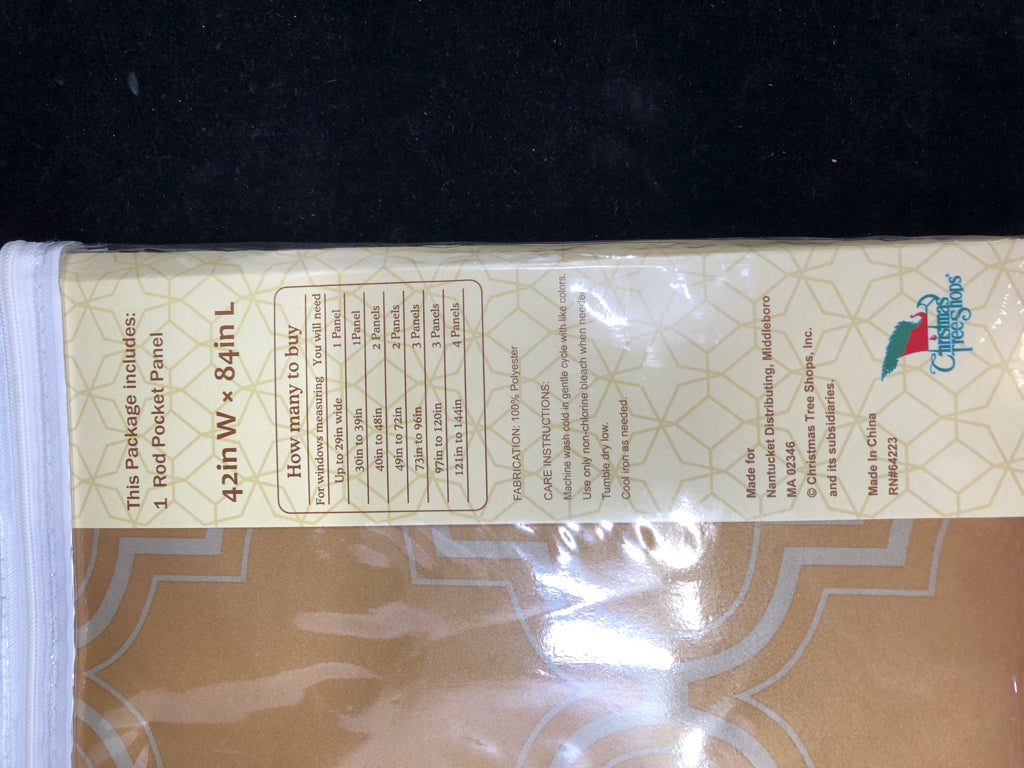 This Package includes:
1 Rod Pocket Panel
42in W × 84in L
How many to buy
For windows measuring You will need
Up to 29in wide 1 Panel
30in to 39in 1Panel
40in to 48in 2 Panels
49in to 72in 2 Panels
73in to 96in 3 Panels
97in to 120in 3 Panels
121in to 144in 4 Panels
FABRICATION: 100% Polyester
CARE INSTRUCTIONS:
Machine wash cold in gentle cycle with like colors.
Use only non-chlorine bleach when needed.
Tumble dry low.
Cool iron as needed.
Made for
Nantucket Distributing, Middleboro
MA 02346
© Christmas Tree Shops, Inc.
and its subsidiaries,
Made In China
RN#64223
Christmas
Tree Shops®